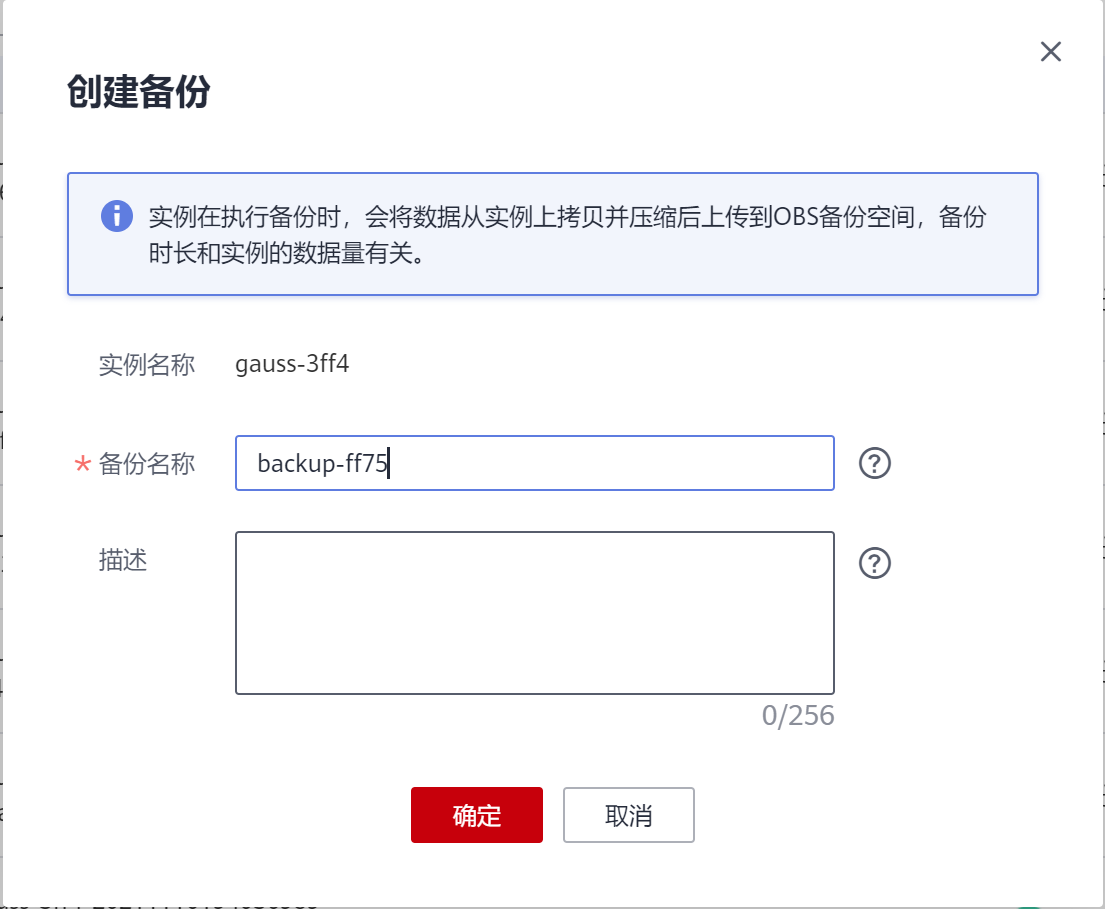 创建备份
实例在执行备份时，会将数据从实例上拷贝并压缩后上传到OBS备份空间，备份
时长和实例的数据量有关。
实例名称 gauss-3ff4
* 备份名称 backup-ff75
描述
0/256
确定 取消